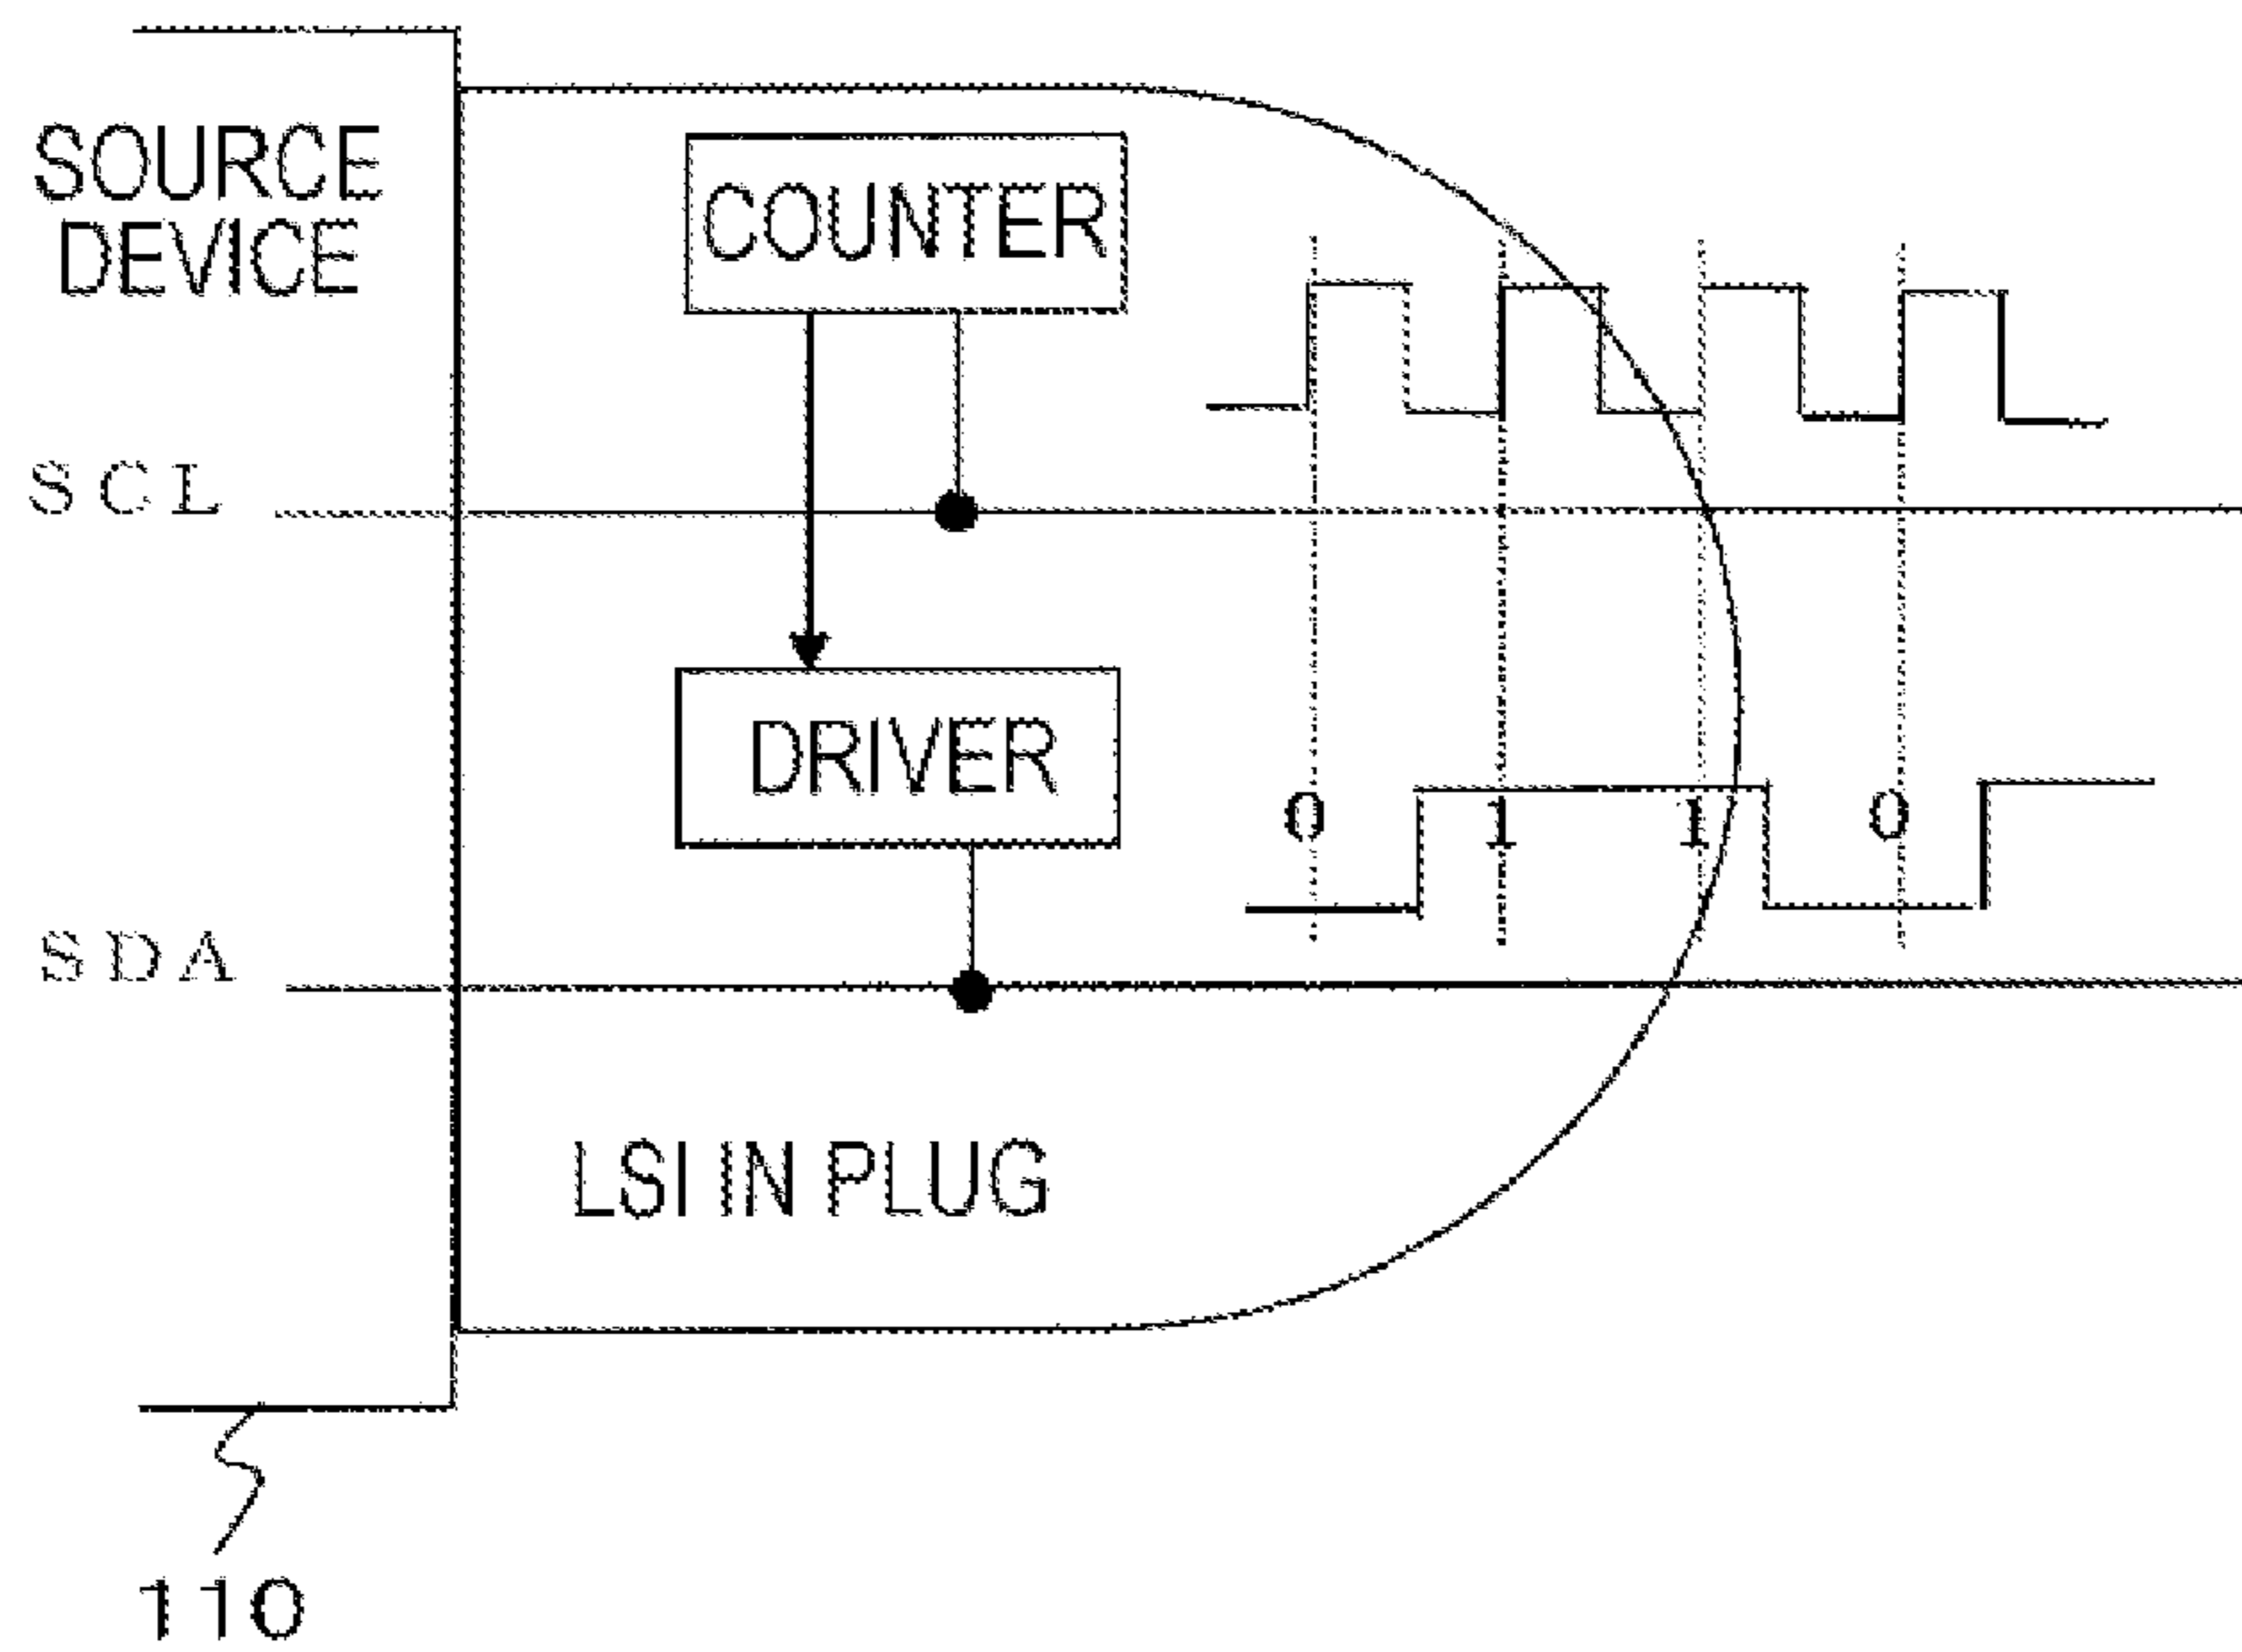 SOURCE
DEVICE
COUNTER
SCL
DRIVER
0 1 1 0
SDA
LSI IN PLUG
110